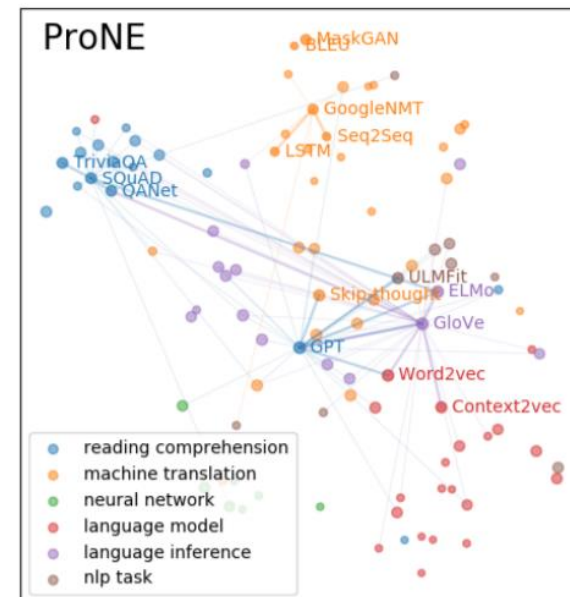 ProNE
MaskGAN
BLEU
GoogleNMT
Seq2Seq
LSTM
TriviaQA
SQuAD
QANet
ULMFit
ELMo
Skip-thought
GloVe
GPT
Word2vec
Context2vec
reading comprehension
machine translation
neural network
language model
language inference
nlp task